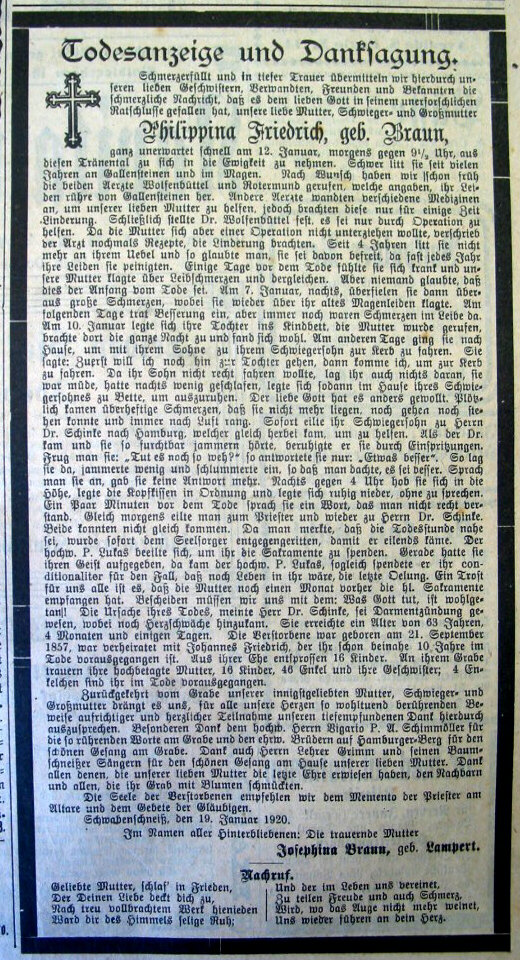 Todesanzeige und Danksagung.
Schmerzerfüllt und in tiefer Trauer übermitteln wir hierdurch un-
seren lieben Geschwistern, Verwandten, Freunden und Bekannten die
schmerzliche Nachricht, daß es dem lieben Gott in seinem unerforschlichen
Ratschlusse gefallen hat, unsere liebe Mutter, Schwieger- und Großmutter
Philippina Friedrich, geb. Braun,
ganz unerwartet schnell am 12. Januar, morgens gegen 9½ Uhr, aus
diesen Tränental zu sich in die Ewigkeit zu nehmen. Schwer litt sie seit vielen
Jahren an Gallensteinen und im Magen. Nach Wunsch haben wir schon früh
die beiden Aerzte Wolfenbüttel und Rotermund gerufen, welche angaben, ihr Lei-
den rühre von Gallensteinen her. Andere Aerzte wandten verschiedene Medizinen
an, um unserer lieben Mutter zu helfen, jedoch brachten diese nur für einige Zeit
Linderung. Schließlich stellte Dr. Wolfenbüttel fest, es sei nur durch Operation zu
helfen. Da die Mutter sich aber einer Operation nicht unterziehen wollte, verschrieb
der Arzt nochmals Rezepte, die Linderung brachten. Seit 4 Jahren litt sie nicht
mehr an ihrem Uebel und so glaubte man, sie sei davon befreit, da fast jedes Jahr
ihre Leiden sie peinigten. Einige Tage vor dem Tode fühlte sie sich krank und un-
sere Mutter klagte über Leibschmerzen und dergleichen. Aber niemand glaubte, daß
dies der Anfang vom Tode sei. Am 7. Januar, nachts, überfielen sie dann über-
aus große Schmerzen, wobei sie wieder über ihr altes Magenleiden klagte. Am
folgenden Tage trat Besserung ein, aber immer noch waren Schmerzen im Leibe da.
Am 10. Januar legte sich ihre Tochter ins Kindbett, die Mutter wurde gerufen,
brachte dort die ganze Nacht zu und fand sich wohl. Am anderen Tage ging sie nach
Hause, um mit ihrem Sohne zu ihrem Schwiegersohn zur Kerb zu fahren. Sie
sagte: Zuerst will ich noch hin zur Tochter gehen, dann komme ich, um zur Kerb
zu fahren. Da ihr Sohn nicht recht fahren wollte, lag ihr auch nichts daran, sie
war müde, hatte nachts wenig geschlafen, legte sich sodann im Hause ihres Schwie-
gersohnes zu Bette, um auszuruhen. Der liebe Gott hat es anders gewollt. Plötz-
lich kamen überheftige Schmerzen, daß sie nicht mehr liegen, noch gehen noch ste-
hen konnte und immer nach Luft rang. Sofort eilte ihr Schwiegersohn zu Herrn
Dr. Schinke nach Hamburg, welcher gleich herbei kam, um zu helfen. Als der Dr.
kam und sie so furchtbar jammern hörte, beruhigte er sie durch Einspritzungen.
Frug man sie: „Tut es noch so weh?“ so antwortete sie nur: „Etwas besser“. So lag
sie da, jammerte wenig und schlummerte ein, so daß man dachte, es sei besser. Sprach
man sie an, gab sie keine Antwort mehr. Nachts gegen 4 Uhr hob sie sich in die
Höhe, legte die Kopfkissen in Ordnung und legte sich ruhig nieder, ohne zu sprechen.
Ein Paar Minuten vor dem Tode sprach sie ein Wort, das man nicht recht ver-
stand. Gleich morgens eilte man zum Priester und wieder zu Herrn Dr. Schinke.
Beide konnten nicht gleich kommen. Da man merkte, daß die Todesstunde nahe
sei, wurde sofort dem Seelsorger entgegengeritten, damit er eilends käme. Der
hochw. P. Lukas beeilte sich, um ihr die Sakramente zu spenden. Gerade hatte sie
ihren Geist aufgegeben, da kam der hochw. P. Lukas, sogleich spendete er ihr con-
ditionaliter für den Fall, daß noch Leben in ihr wäre, die letzte Oelung. Ein Trost
für uns alle ist es, daß die Mutter noch einen Monat vorher die hl. Sakramente
empfangen hat. Bescheiden müssen wir uns mit dem: Was Gott tut, ist wohlge-
tan!! Die Ursache ihres Todes, meinte Herr Dr. Schinke, sei Darmentzündung ge-
wesen, wobei noch Herzschwäche hinzukam. Sie erreichte ein Alter von 63 Jahren,
4 Monaten und einigen Tagen. Die Verstorbene war geboren am 21. September
1857, war verheiratet mit Johannes Friedrich, der ihr schon beinahe 10 Jahre im
Tode vorausgegangen ist. Aus ihrer Ehe entsprossen 16 Kinder. An ihrem Grabe
trauern ihre hochbetagte Mutter, 16 Kinder, 46 Enkel und ihre Geschwister; 4 En-
kelchen sind ihr im Tode vorausgegangen.
Zurückgekehrt vom Grabe unserer innigstgeliebten Mutter, Schwieger- und
Großmutter drängt es uns, für alle unsere Herzen so wohltuend berührenden Be-
weise aufrichtiger und herzlicher Teilnahme unseren tiefempfundenen Dank hierdurch
auszusprechen. Besonderen Dank dem hochw. Herrn Vigario P. A. Schimmöller für
die so rührenden Worte am Grabe und den ehrw. Brüdern auf Hamburger-Berg für den
schönen Gesang am Grabe. Dank auch Herrn Lehrer Grimm und seinen Baum-
schneißer Sängern für den schönen Gesang am Hause unserer lieben Mutter. Dank
allen denen, die unserer lieben Mutter die letzte Ehre erwiesen haben, den Nachbarn
und allen, die ihr Grab mit Blumen schmückten.
Die Seele der Verstorbenen empfehlen wir dem Memento der Priester am
Altare und dem Gebete der Gläubigen.
Schwabenschneiß, den 19. Januar 1920.
Im Namen aller Hinterbliebenen: Die trauernde Mutter
Josephina Braun, geb. Lampert.
Nachruf.
Geliebte Mutter, schlaf' in Frieden,
Der Deinen Liebe deckt dich zu,
Nach treu vollbrachtem Werk hienieden
Ward dir des Himmels selige Ruh;
Und der im Leben uns vereinet,
Zu teilen Freude und auch Schmerz,
Wird, wo das Auge nicht mehr weinet,
Uns wieder führen an dein Herz.